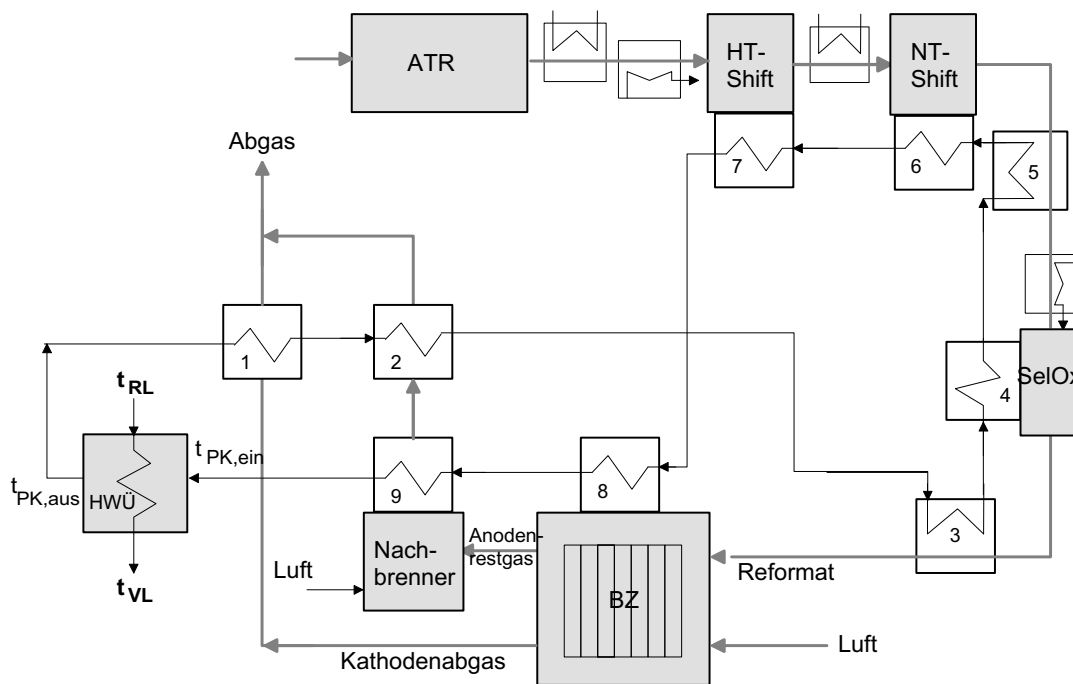 ATR
HT-
Shift
NT-
Shift
Abgas
7
6
5
1
2
4
SelOx
t RL
t PK,ein
t PK,aus
HWÜ
9
8
3
t VL
Luft
Nach-
brenner
Anoden-
restgas
BZ
Reformat
Kathodenabgas
Luft